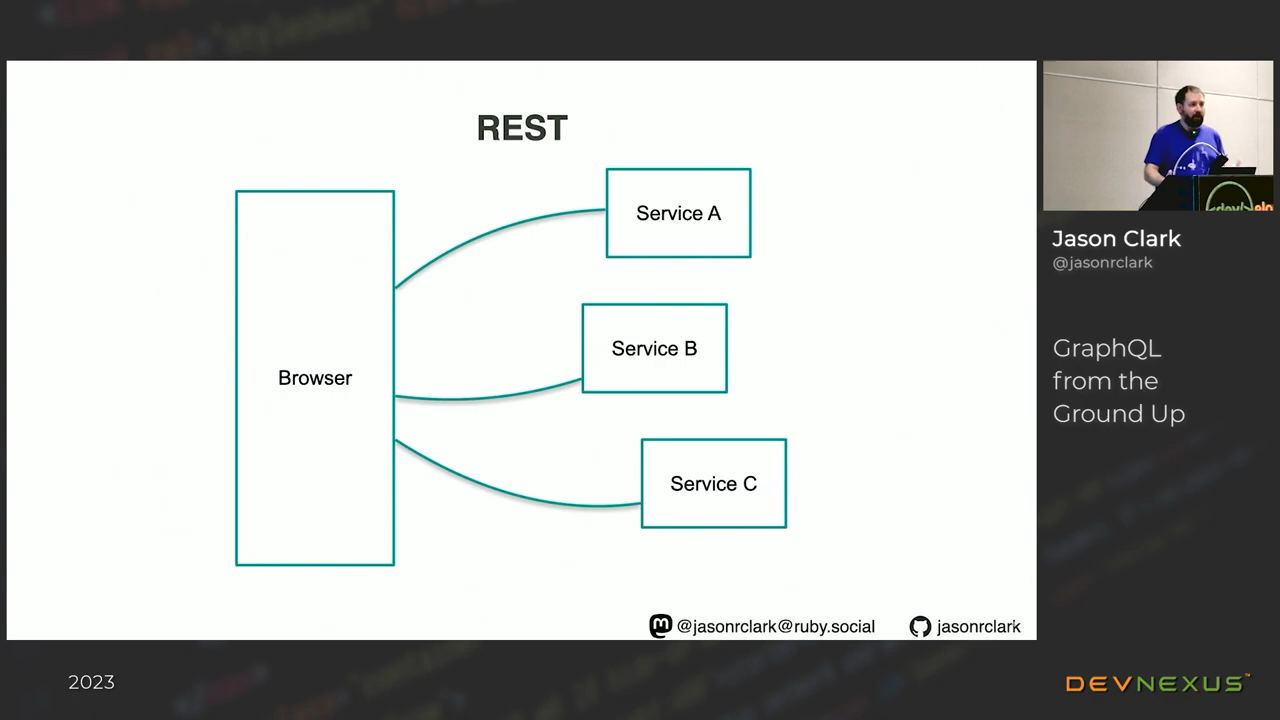 REST
Browser
Service A
Service B
Service C
@jasonrclark@ruby.social
jasonrclark
Jason Clark
@jasonrclark
GraphQL
from the
Ground Up
2023
DEVNEXUS